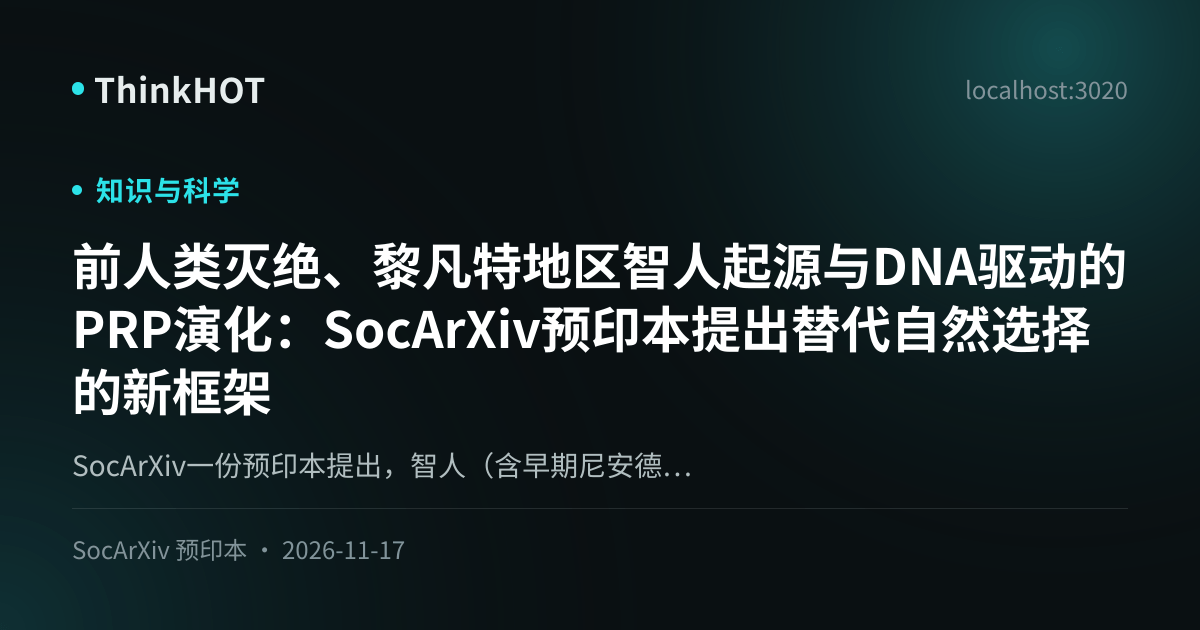 ThinkHOT
localhost:3020
知识与科学
前人类灭绝、黎凡特地区智人起源与DNA驱动的
PRP演化：SocArXiv预印本提出替代自然选择
的新框架
SocArXiv一份预印本提出，智人（含早期尼安德…
SocArXiv 预印本 · 2026-11-17